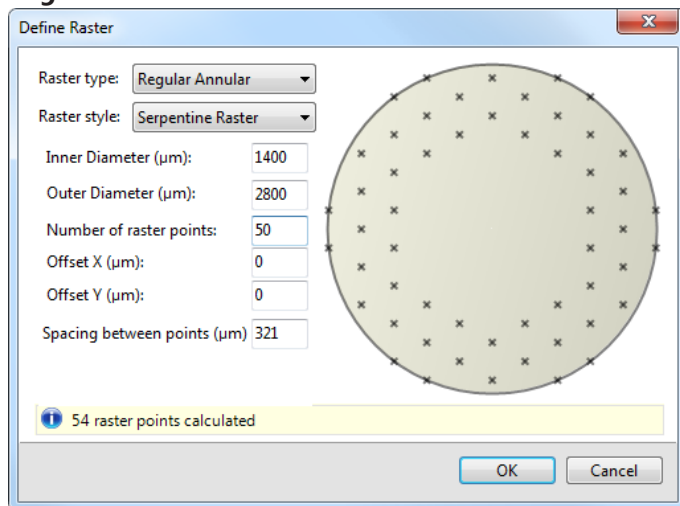 Define Raster
Raster type: Regular Annular
Raster style: Serpentine Raster
Inner Diameter (μm): 1400
Outer Diameter (μm): 2800
Number of raster points: 50
Offset X (μm): 0
Offset Y (μm): 0
Spacing between points (μm) 321
54 raster points calculated
OK Cancel